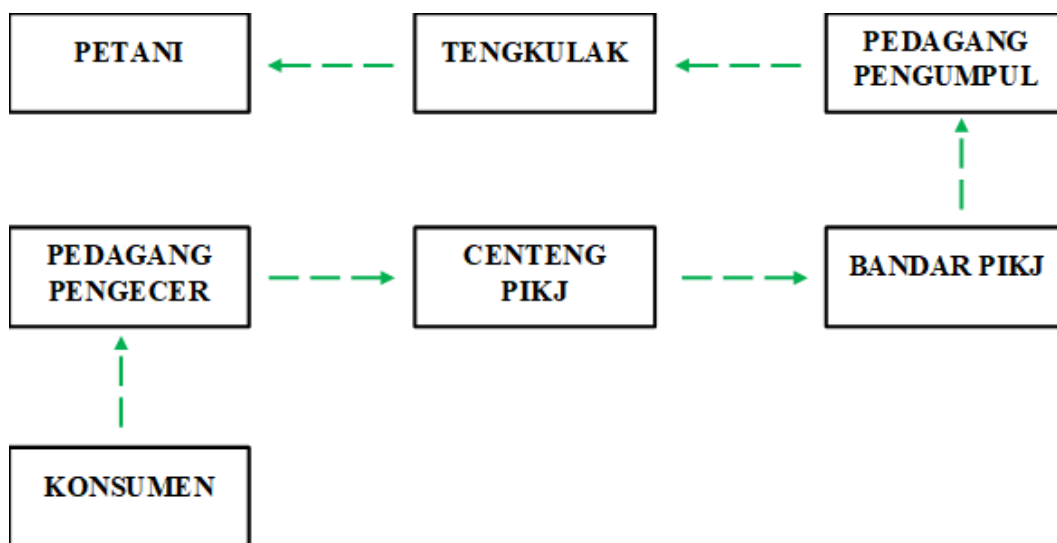 PETANI
TENGKULAK
PEDAGANG
PENGUMPUL
PEDAGANG
PENGECER
CENTENG
PIKJ
BANDAR PIKJ
KONSUMEN